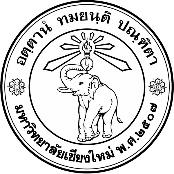 อตฺตานํ ทมยนฺติ ปณฺฑิตา
มหาวิทยาลัยเชียงใหม่ พ.ศ.๒๕๐๗